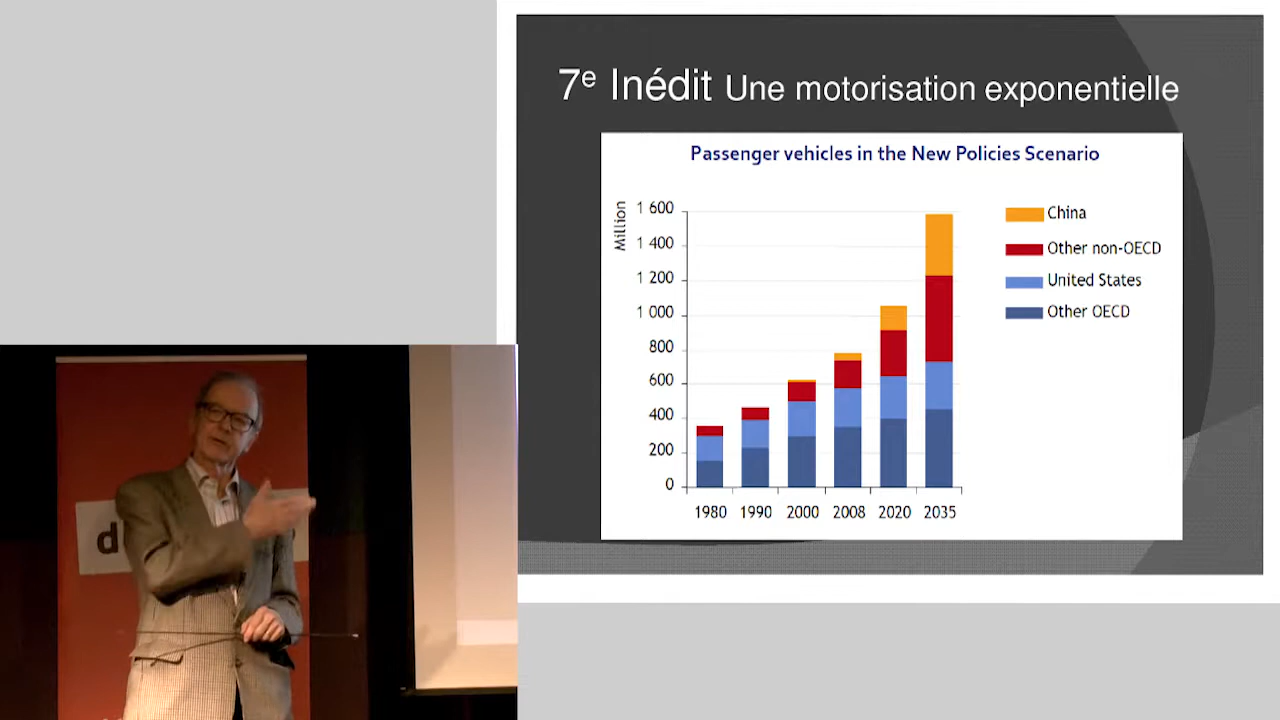 7e Inédit Une motorisation exponentielle
Passenger vehicles in the New Policies Scenario
Million
1 600
1 400
1 200
1 000
800
600
400
200
0
1980 1990 2000 2008 2020 2035
China
Other non-OECD
United States
Other OECD
d